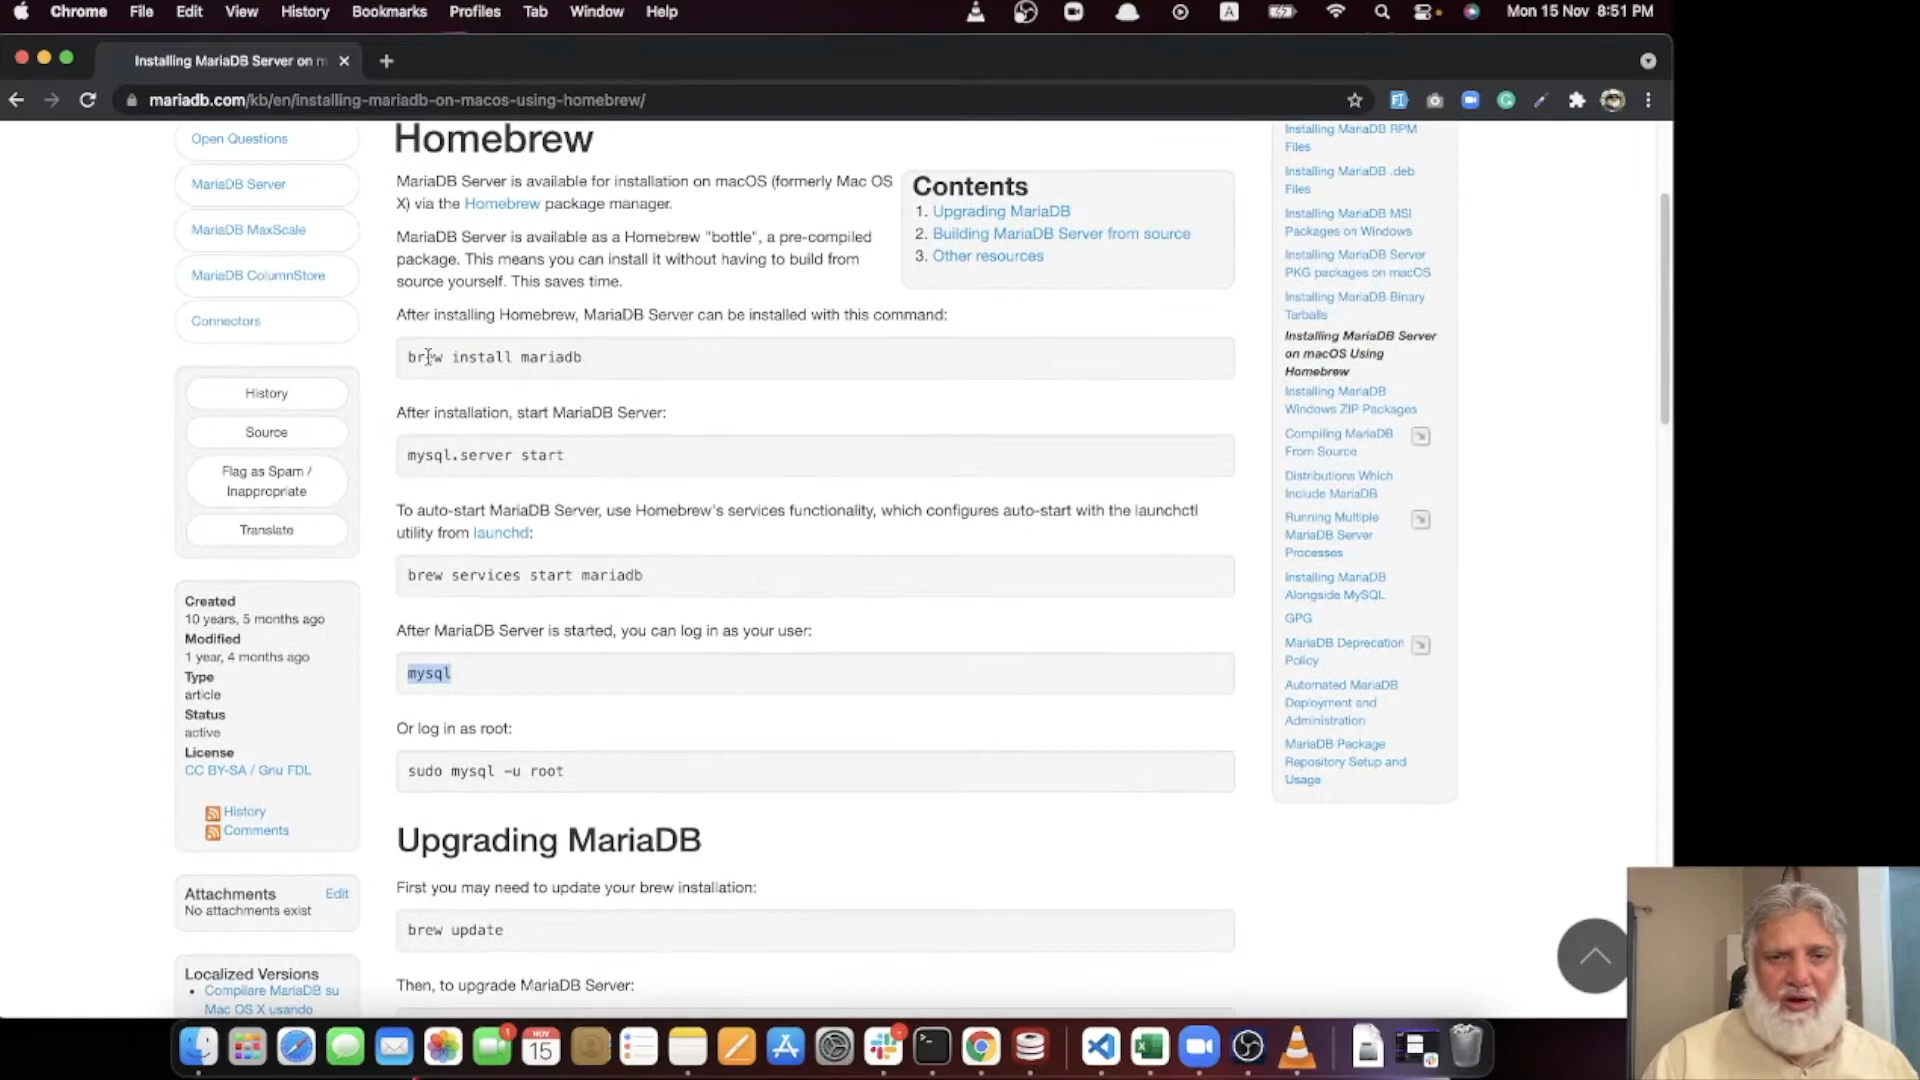 Chrome File Edit View History Bookmarks Profiles Tab Window Help
A
Mon 15 Nov 8:51 PM
Installing MariaDB Server on m
mariadb.com/kb/en/installing-mariadb-on-macos-using-homebrew/
Open Questions
MariaDB Server
MariaDB MaxScale
MariaDB ColumnStore
Connectors
History
Source
Flag as Spam /
Inappropriate
Translate
Created
10 years, 5 months ago
Modified
1 year, 4 months ago
Type
article
Status
active
License
CC BY-SA / Gnu FDL
History
Comments
Attachments Edit
No attachments exist
Localized Versions
• Compilare MariaDB su
Mac OS X usando
Homebrew
MariaDB Server is available for installation on macOS (formerly Mac OS
X) via the Homebrew package manager.
MariaDB Server is available as a Homebrew "bottle", a pre-compiled
package. This means you can install it without having to build from
source yourself. This saves time.
Contents
1. Upgrading MariaDB
2. Building MariaDB Server from source
3. Other resources
After installing Homebrew, MariaDB Server can be installed with this command:
brew install mariadb
After installation, start MariaDB Server:
mysql.server start
To auto-start MariaDB Server, use Homebrew's services functionality, which configures auto-start with the launchctl
utility from launchd:
brew services start mariadb
After MariaDB Server is started, you can log in as your user:
mysql
Or log in as root:
sudo mysql -u root
Upgrading MariaDB
First you may need to update your brew installation:
brew update
Then, to upgrade MariaDB Server:
Installing MariaDB RPM
Files
Installing MariaDB .deb
Files
Installing MariaDB MSI
Packages on Windows
Installing MariaDB Server
PKG packages on macOS
Installing MariaDB Binary
Tarballs
Installing MariaDB Server
on macOS Using
Homebrew
Installing MariaDB
Windows ZIP Packages
Compiling MariaDB
From Source
Distributions Which
Include MariaDB
Running Multiple
MariaDB Server
Processes
Installing MariaDB
Alongside MySQL
GPG
MariaDB Deprecation
Policy
Automated MariaDB
Deployment and
Administration
MariaDB Package
Repository Setup and
Usage
1
NOV
15